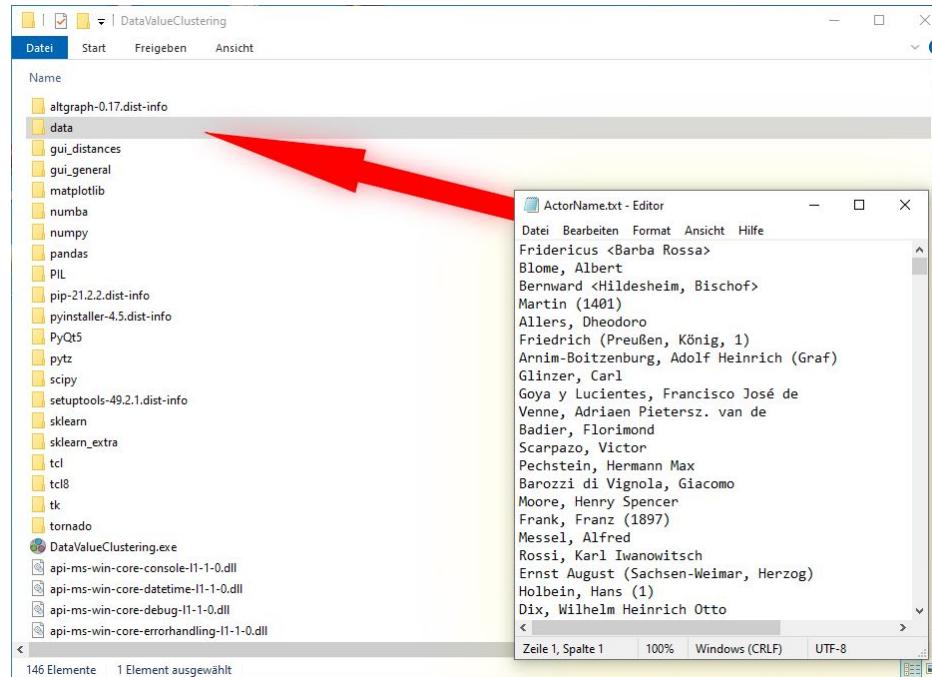 DataValueClustering
Datei Start Freigeben Ansicht
Name
altgraph-0.17.dist-info
data
gui_distances
gui_general
matplotlib
numba
numpy
pandas
PIL
pip-21.2.2.dist-info
pyinstaller-4.5.dist-info
PyQt5
pytz
scipy
setuptools-49.2.1.dist-info
sklearn
sklearn_extra
tcl
tcl8
tk
tornado
DataValueClustering.exe
api-ms-win-core-console-l1-1-0.dll
api-ms-win-core-datetime-l1-1-0.dll
api-ms-win-core-debug-l1-1-0.dll
api-ms-win-core-errorhandling-l1-1-0.dll
146 Elemente 1 Element ausgewählt
ActorName.txt - Editor
Datei Bearbeiten Format Ansicht Hilfe
Fridericus <Barba Rossa>
Blome, Albert
Bernward <Hildesheim, Bischof>
Martin (1401)
Allers, Dheodoro
Friedrich (Preußen, König, 1)
Arnim-Boitzenburg, Adolf Heinrich (Graf)
Glinzer, Carl
Goya y Lucientes, Francisco José de
Venne, Adriaen Pietersz. van de
Badier, Florimond
Scarpazo, Victor
Pechstein, Hermann Max
Barozzi di Vignola, Giacomo
Moore, Henry Spencer
Frank, Franz (1897)
Messel, Alfred
Rossi, Karl Iwanowitsch
Ernst August (Sachsen-Weimar, Herzog)
Holbein, Hans (1)
Dix, Wilhelm Heinrich Otto
Zeile 1, Spalte 1 100% Windows (CRLF) UTF-8